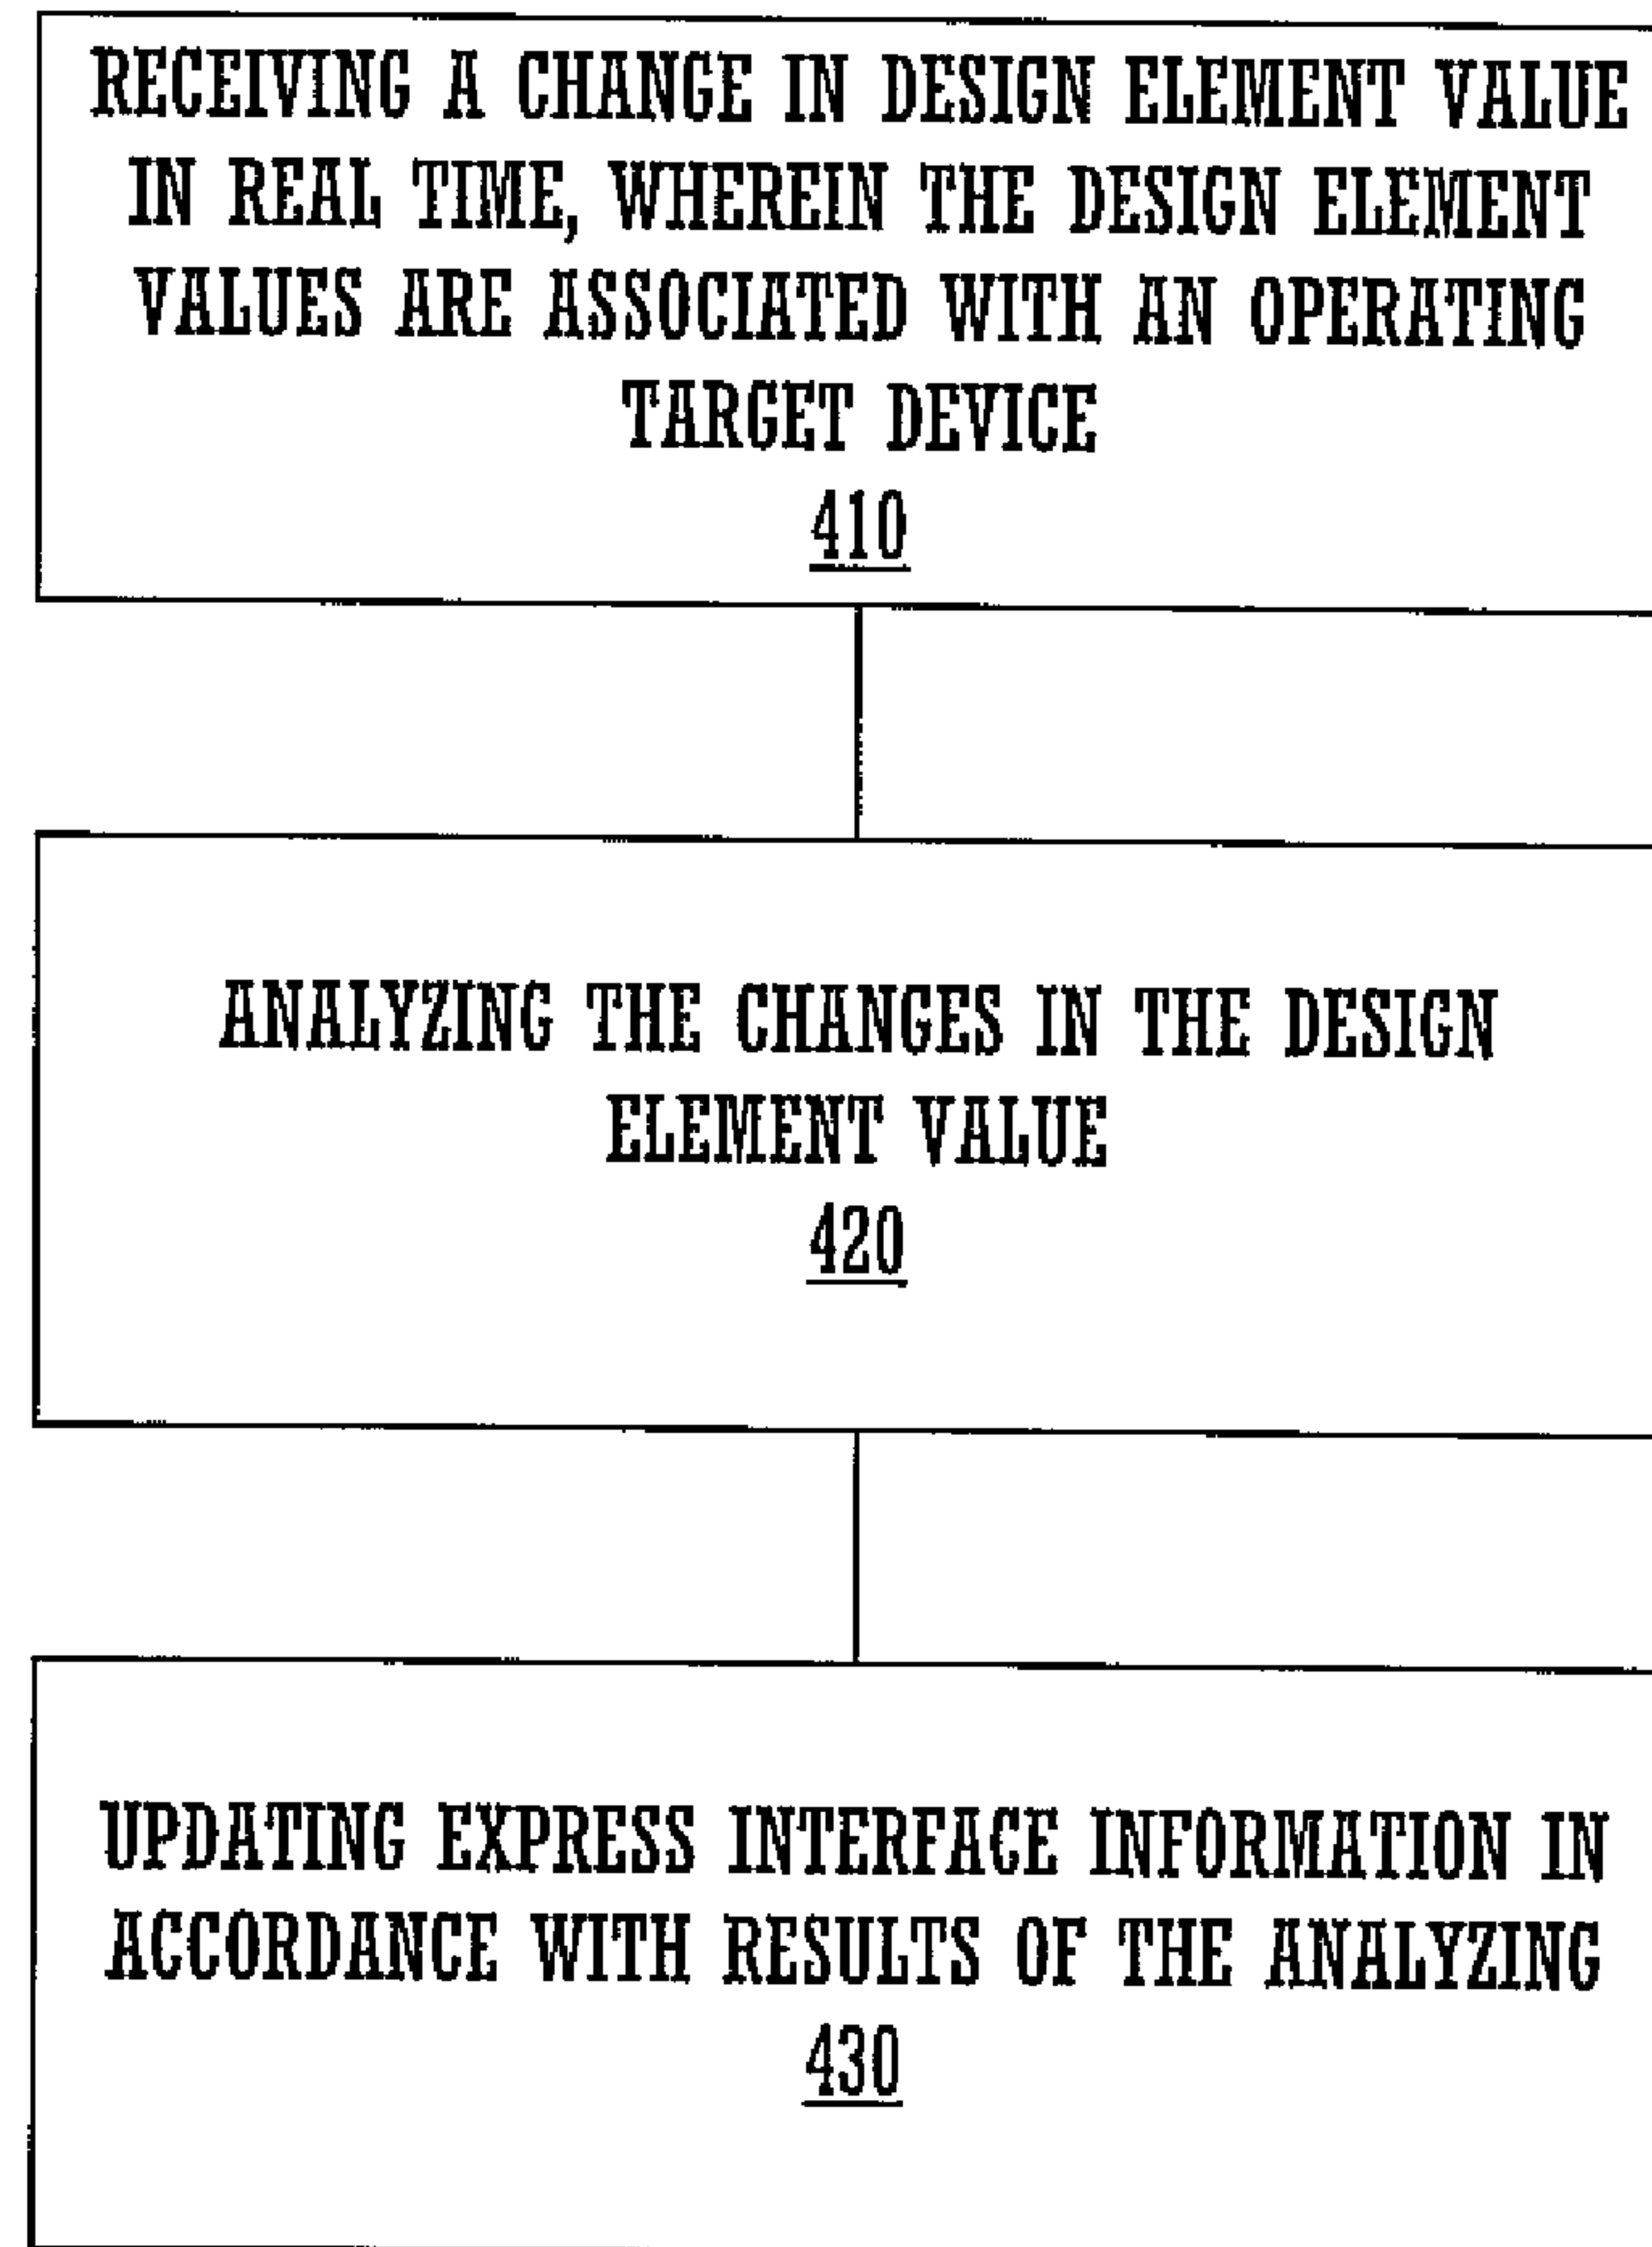 RECEIVING A CHANGE IN DESIGN ELEMENT VALUE
IN REAL TIME, WHEREIN THE DESIGN ELEMENT
VALUES ARE ASSOCIATED WITH AN OPERATING
TARGET DEVICE
410
ANALYZING THE CHANGES IN THE DESIGN
ELEMENT VALUE
420
UPDATING EXPRESS INTERFACE INFORMATION IN
ACCORDANCE WITH RESULTS OF THE ANALYZING
430